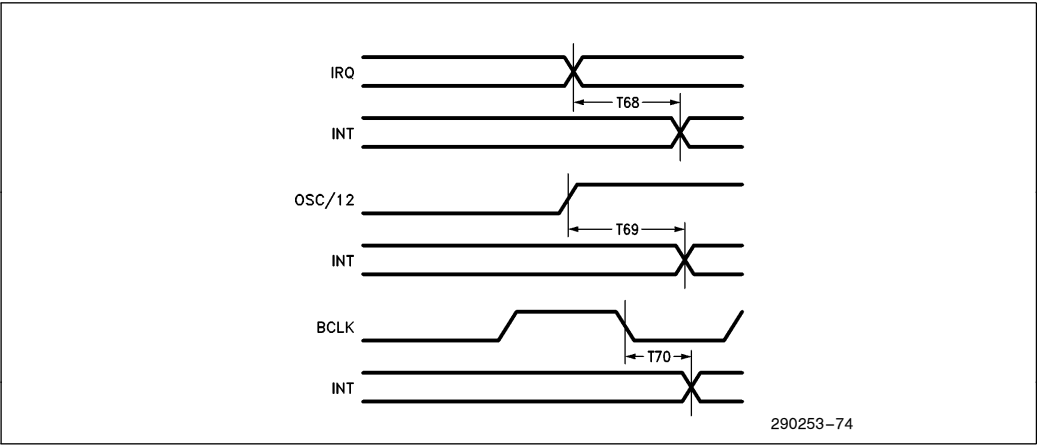 IRQ
T68
INT
OSC/12
T69
INT
BCLK
T70
INT
290253-74